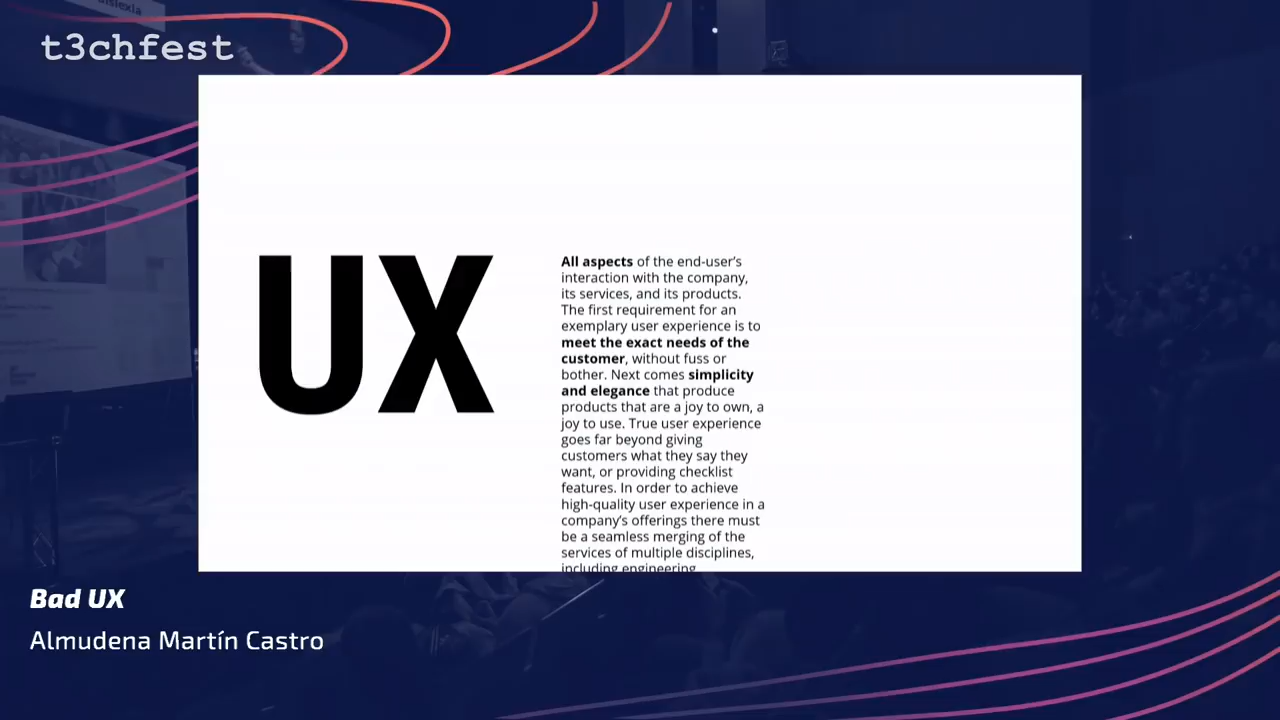 t3chfest
UX
All aspects of the end-user's
interaction with the company,
its services, and its products.
The first requirement for an
exemplary user experience is to
meet the exact needs of the
customer, without fuss or
bother. Next comes simplicity
and elegance that produce
products that are a joy to own, a
joy to use. True user experience
goes far beyond giving
customers what they say they
want, or providing checklist
features. In order to achieve
high-quality user experience in a
company's offerings there must
be a seamless merging of the
services of multiple disciplines,
including engineering
Bad UX
Almudena Martín Castro